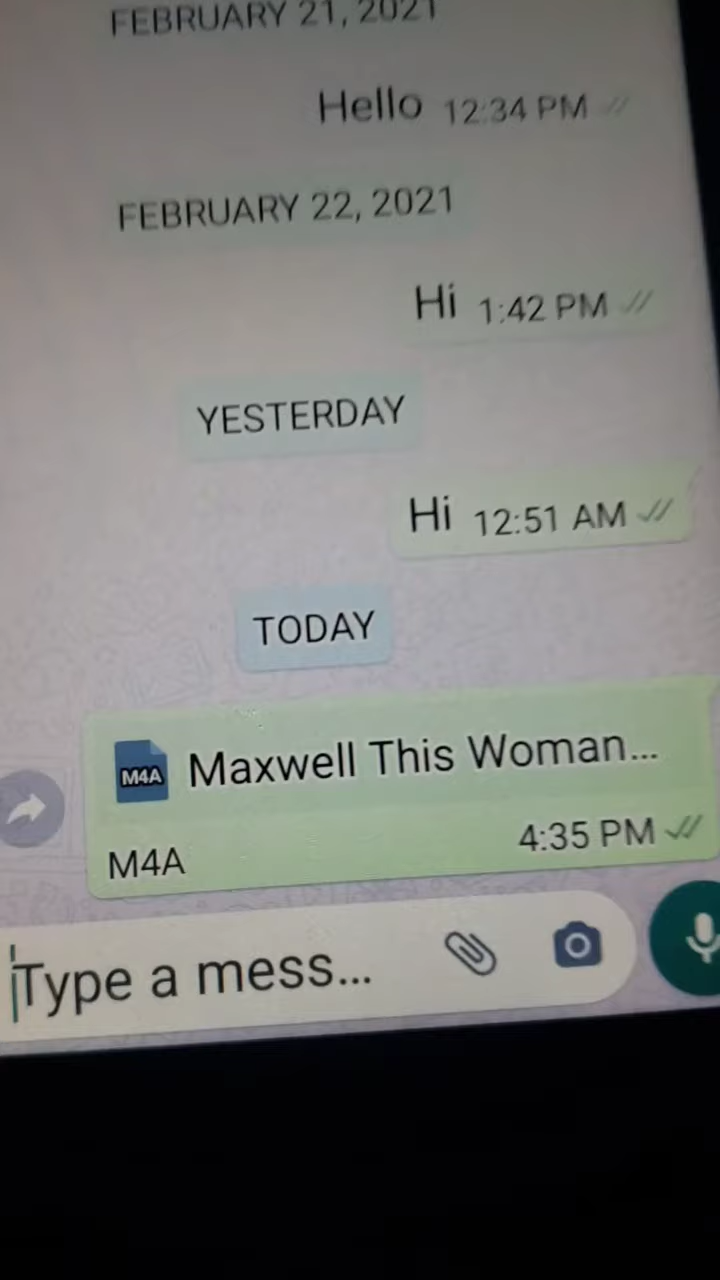 FEBRUARY 21, 2021
Hello 12:34 PM
FEBRUARY 22, 2021
Hi 1:42 PM
YESTERDAY
Hi 12:51 AM
TODAY
M4A Maxwell This Woman...
M4A 4:35 PM
Type a mess...